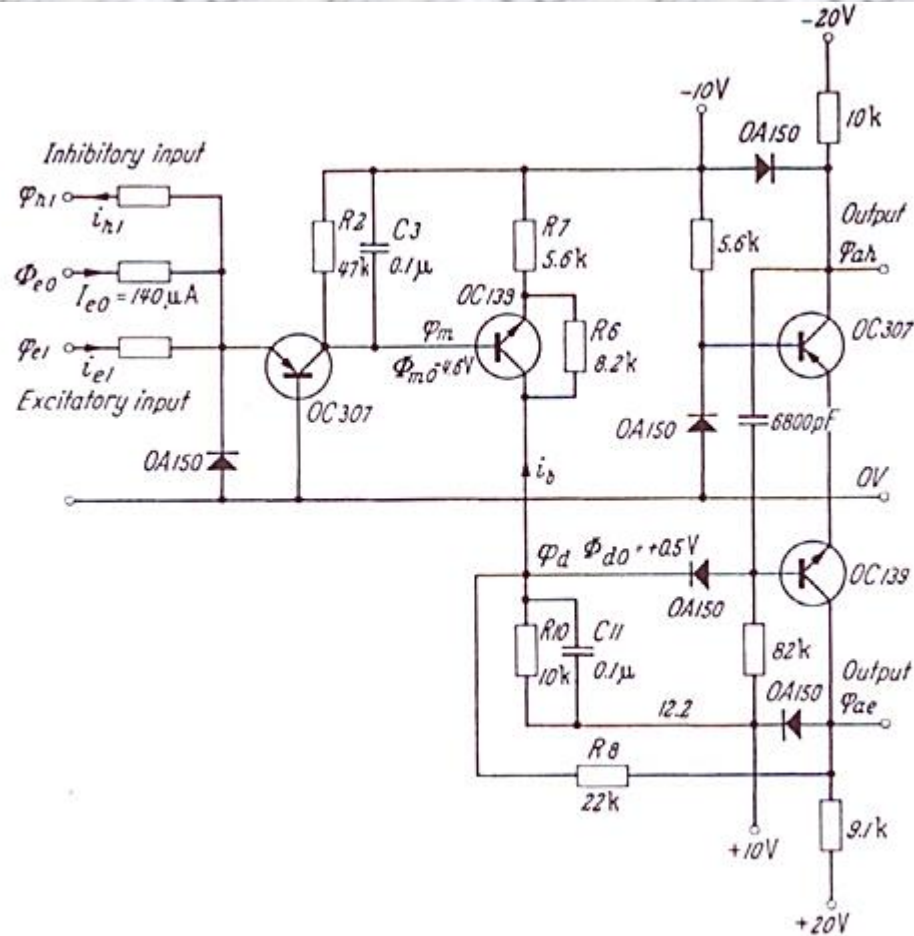 -20V
-10V
10k
OA150
Inhibitory input
φh1
ih1
R2
47k
C3
0.1μ
R7
5.6k
5.6k
Output
φah
Φe0
Ie0 = 140μA
OC139
OC307
φm
Φm0 -4.6V
R6
8.2k
φe1
ie1
Excitatory input
OC307
OA150
6800pF
OA150
0V
φd Φd0 = +0.5V
OA150
OC139
R10
10k
C11
0.1μ
82k
OA150
Output
φae
12.2
R8
22k
9.1k
+10V
+20V